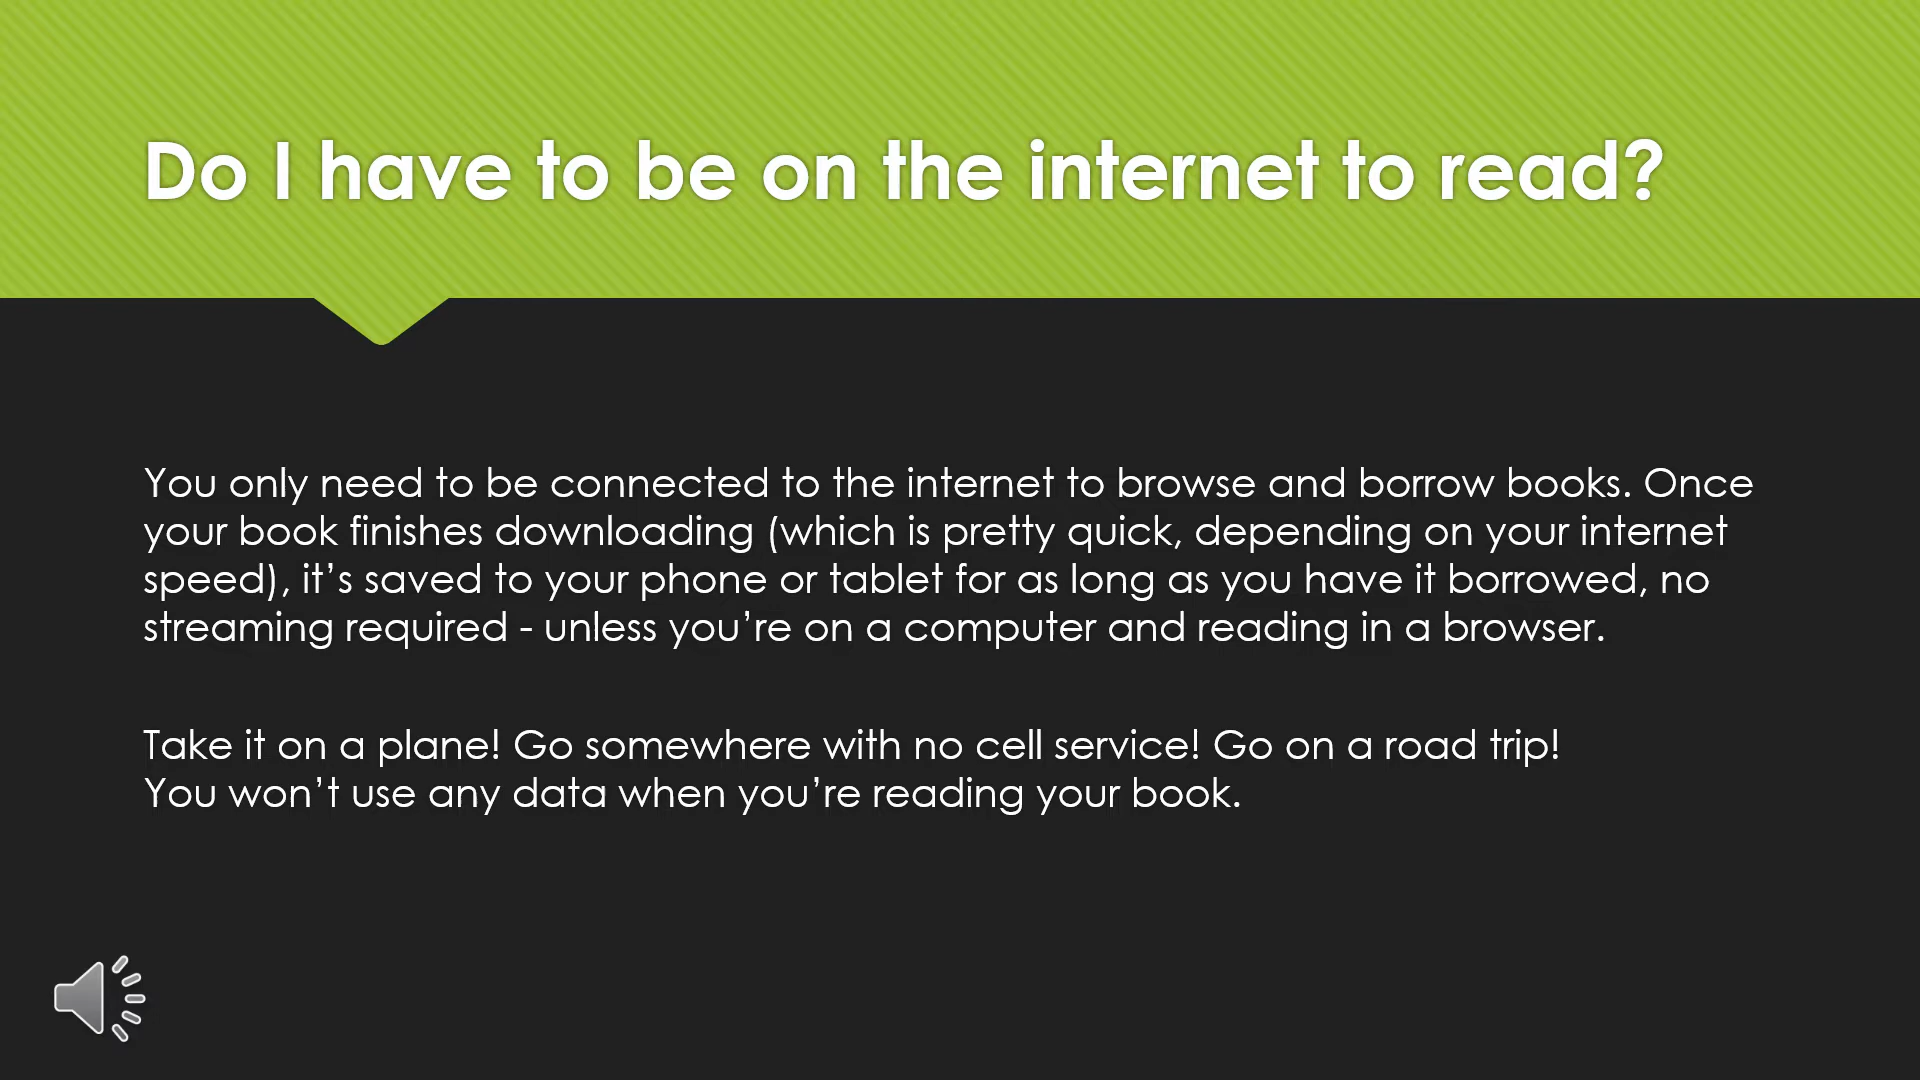 Do I have to be on the internet to read?
You only need to be connected to the internet to browse and borrow books. Once
your book finishes downloading (which is pretty quick, depending on your internet
speed), it’s saved to your phone or tablet for as long as you have it borrowed, no
streaming required - unless you’re on a computer and reading in a browser.
Take it on a plane! Go somewhere with no cell service! Go on a road trip!
You won’t use any data when you’re reading your book.